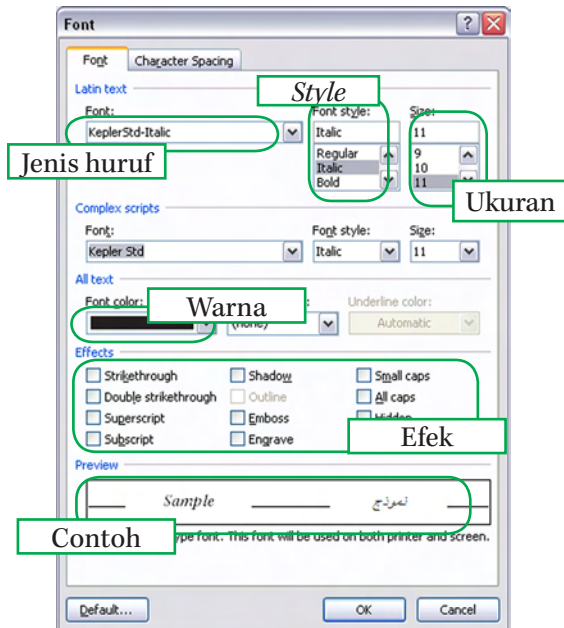 Font
Font Character Spacing
Latin text
Style
Font: Font style: Size:
KeplerStd-Italic Italic 11
Jenis huruf
Regular 9
Italic 10
Bold 11
Ukuran
Complex scripts
Font: Font style: Size:
Kepler Std Italic 11
All text
Font color: Warna Underline color:
(none) Automatic
Effects
Strikethrough Shadow Small caps
Double strikethrough Outline All caps
Superscript Emboss Hidden
Subscript Engrave
Efek
Preview
Sample نموذج
Contoh
ype font. This font will be used on both printer and screen.
Default... OK Cancel